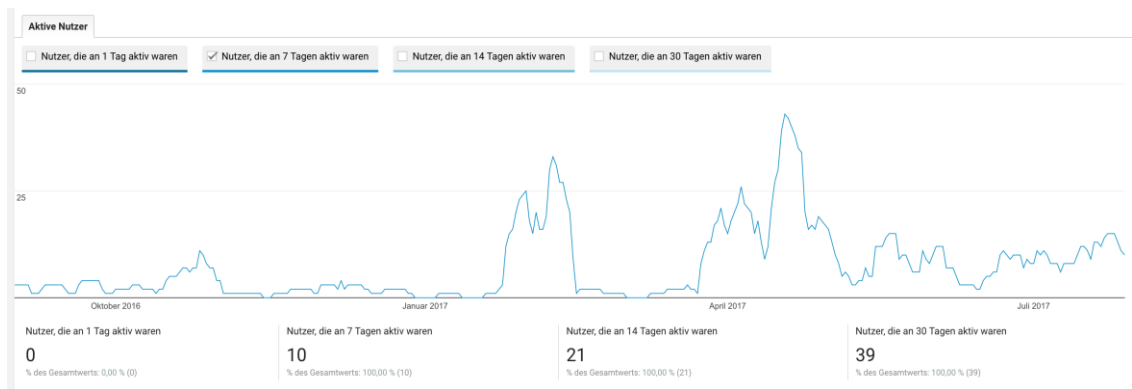 Aktive Nutzer
Nutzer, die an 1 Tag aktiv waren Nutzer, die an 7 Tagen aktiv waren Nutzer, die an 14 Tagen aktiv waren Nutzer, die an 30 Tagen aktiv waren
50
25
Oktober 2016 Januar 2017 April 2017 Juli 2017
Nutzer, die an 1 Tag aktiv waren Nutzer, die an 7 Tagen aktiv waren Nutzer, die an 14 Tagen aktiv waren Nutzer, die an 30 Tagen aktiv waren
0 10 21 39
% des Gesamtwerts: 0,00 % (0) % des Gesamtwerts: 100,00 % (10) % des Gesamtwerts: 100,00 % (21) % des Gesamtwerts: 100,00 % (39)